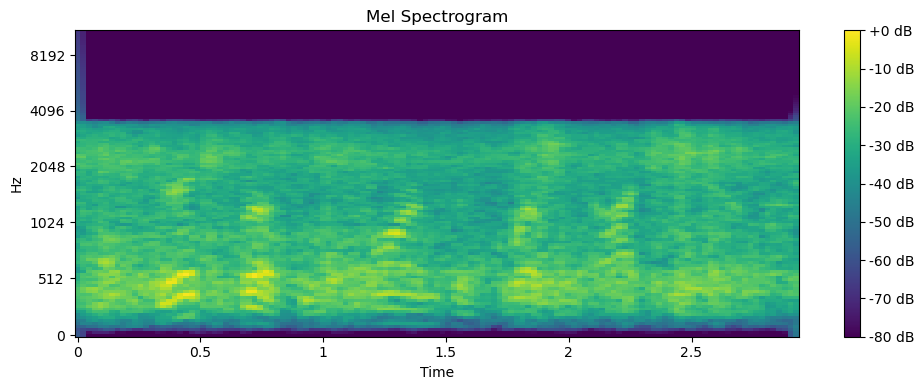 Mel Spectrogram
8192
4096
2048
1024
512
0
Hz
0
0.5
1
1.5
2
2.5
Time
+0 dB
-10 dB
-20 dB
-30 dB
-40 dB
-50 dB
-60 dB
-70 dB
-80 dB